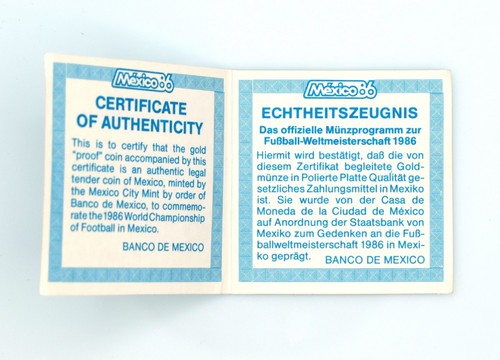 México 86
CERTIFICATE
OF AUTHENTICITY
This is to certify that the gold
"proof" coin accompanied by this
certificate is an authentic legal
tender coin of Mexico, minted by
the Mexico City Mint by order of
Banco de Mexico, to commemo-
rate the 1986 World Championship
of Football in Mexico.
BANCO DE MEXICO
México 86
ECHTHEITSZEUGNIS
Das offizielle Münzprogramm zur
Fußball-Weltmeisterschaft 1986
Hiermit wird bestätigt, daß die von
diesem Zertifikat begleitete Gold-
münze in Polierte Platte Qualität ge-
setzliches Zahlungsmittel in Mexiko
ist. Sie wurde von der Casa de
Moneda de la Ciudad de México
auf Anordnung der Staatsbank von
Mexiko zum Gedenken an die Fuß-
ballweltmeisterschaft 1986 in Mexi-
ko geprägt.
BANCO DE MEXICO